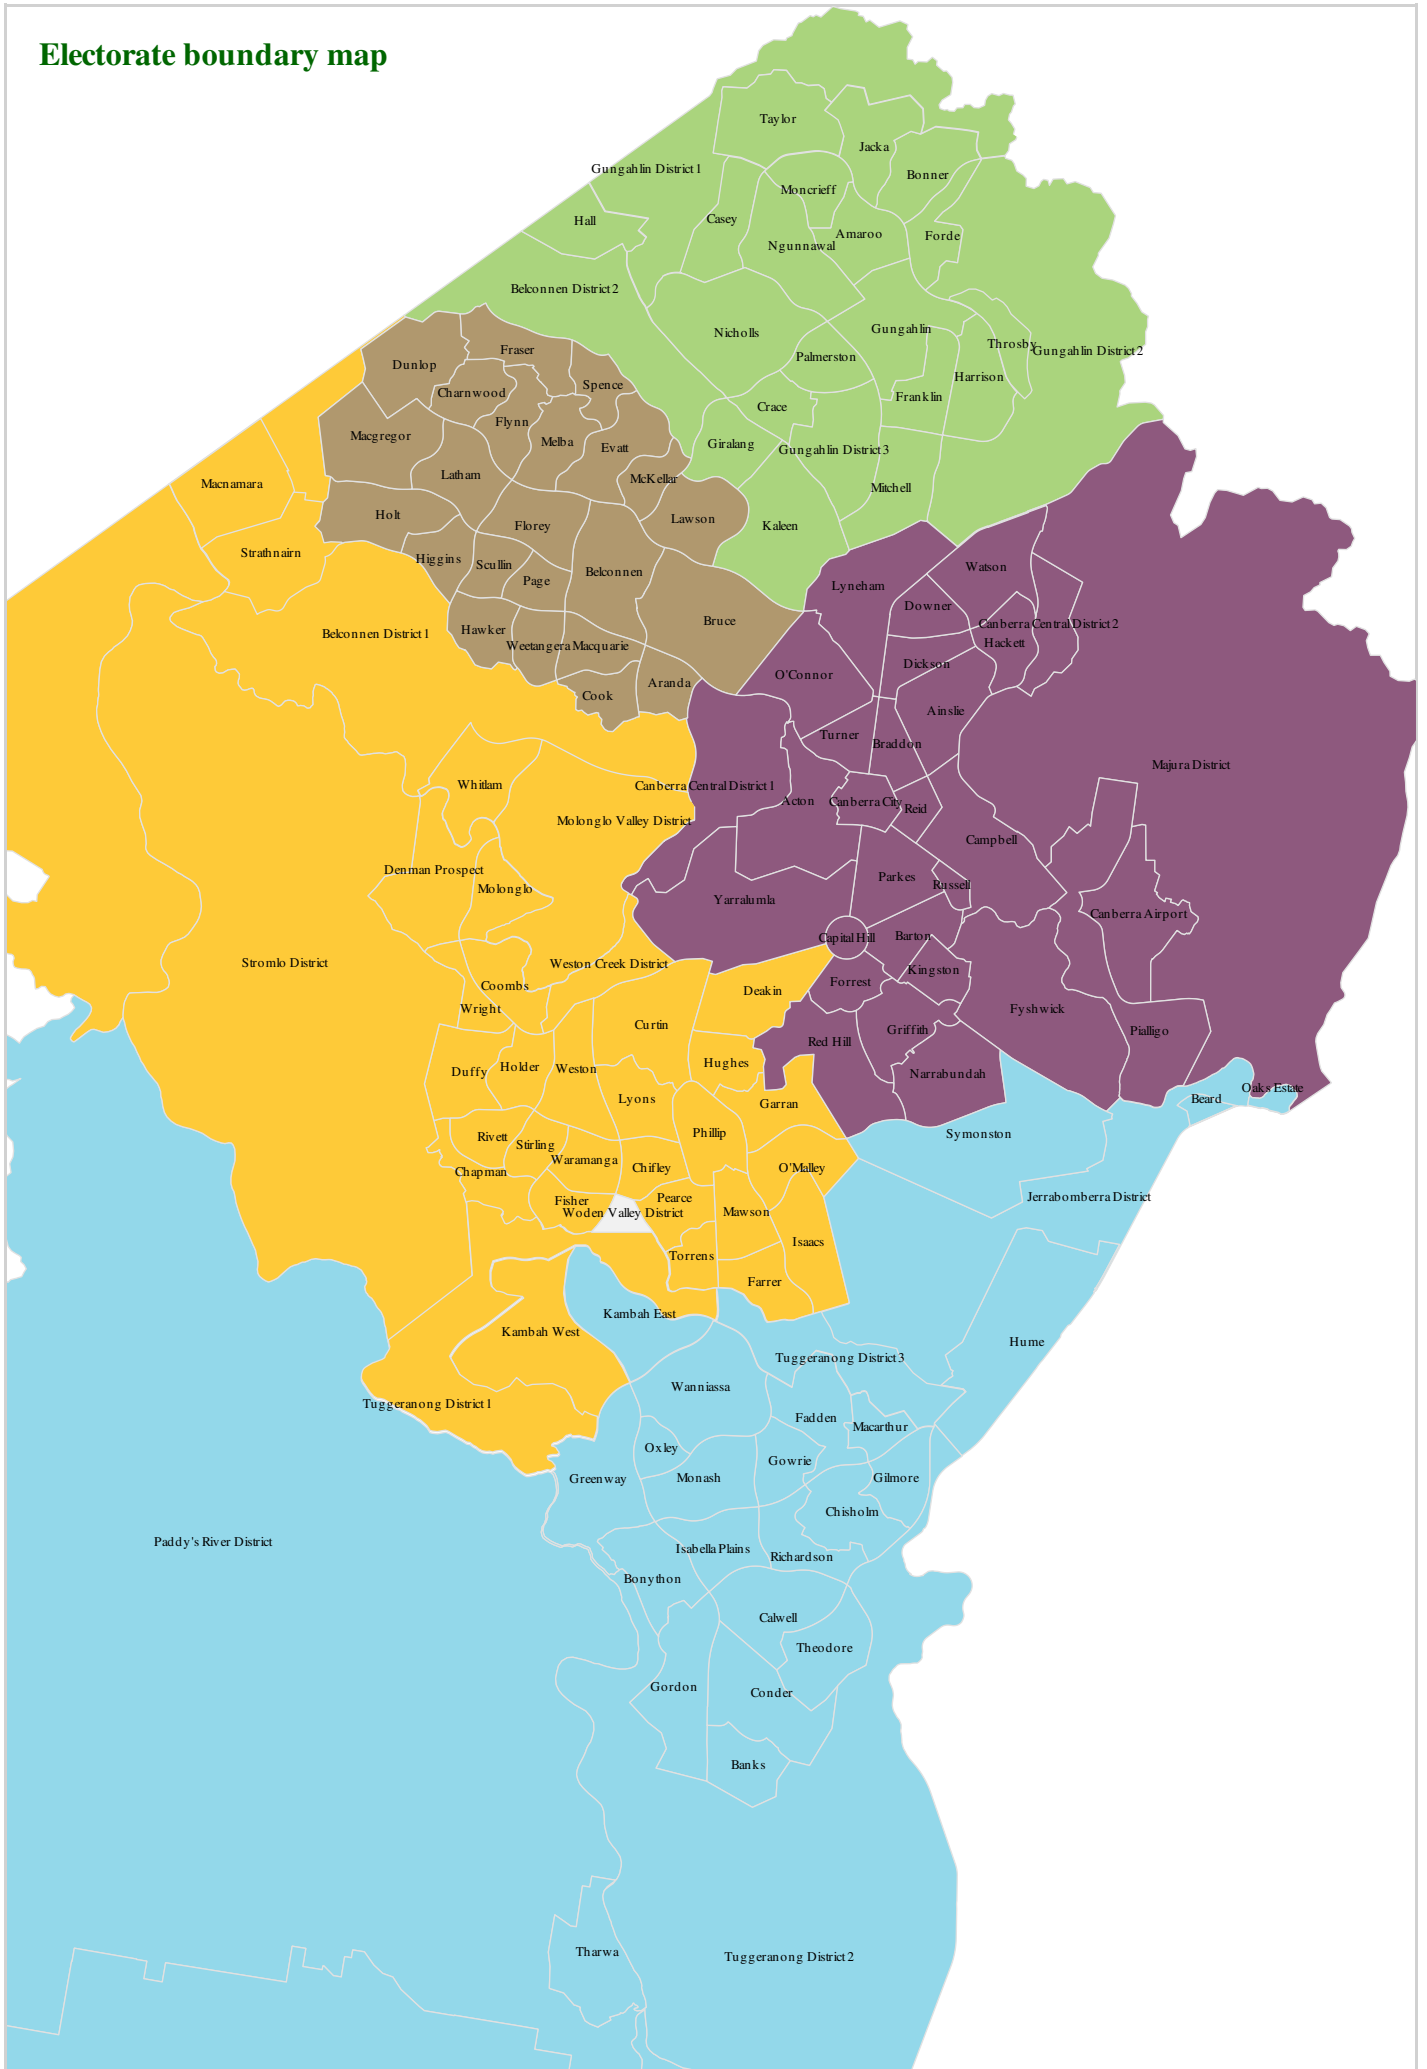 Electorate boundary map
Taylor
Jacka
Gungahlin District 1
Bonner
Moncrieff
Hall
Casey
Amaroo
Forde
Ngunnawal
Belconnen District 2
Gungahlin
Nicholls
Throsby
Fraser
Gungahlin District 2
Palmerston
Dunlop
Harrison
Spence
Charnwood
Franklin
Crace
Flynn
Macgregor
Melba
Giralang
Evatt
Gungahlin District 3
Latham
McKellar
Macnamara
Mitchell
Holt
Lawson
Florey
Kaleen
Strathnairn
Higgins
Scullin
Watson
Belconnen
Page
Lyneham
Downer
Bruce
Canberra Central District 2
Hawker
Belconnen District 1
Hackett
Weetangera
Macquarie
Dickson
O'Connor
Aranda
Cook
Ainslie
Turner
Braddon
Majura District
Whitlam
Canberra Central District 1
Acton
Canberra City
Reid
Molonglo Valley District
Campbell
Denman Prospect
Parkes
Russell
Molonglo
Yarralumla
Canberra Airport
Barton
Capital Hill
Stromlo District
Weston Creek District
Kingston
Forrest
Coombs
Deakin
Wright
Fyshwick
Curtin
Griffith
Pialligo
Red Hill
Hughes
Holder
Weston
Duffy
Narrabundah
Oaks Estate
Lyons
Beard
Garran
Phillip
Symonston
Rivett
Stirling
Waramanga
Chifley
O'Malley
Chapman
Jerrabomberra District
Pearce
Fisher
Woden Valley District
Mawson
Isaacs
Torrens
Farrer
Kambah East
Kambah West
Hume
Tuggeranong District 3
Wanniassa
Tuggeranong District 1
Fadden
Macarthur
Oxley
Gowrie
Greenway
Monash
Gilmore
Chisholm
Paddy's River District
Isabella Plains
Richardson
Bonython
Calwell
Theodore
Gordon
Conder
Banks
Tharwa
Tuggeranong District 2